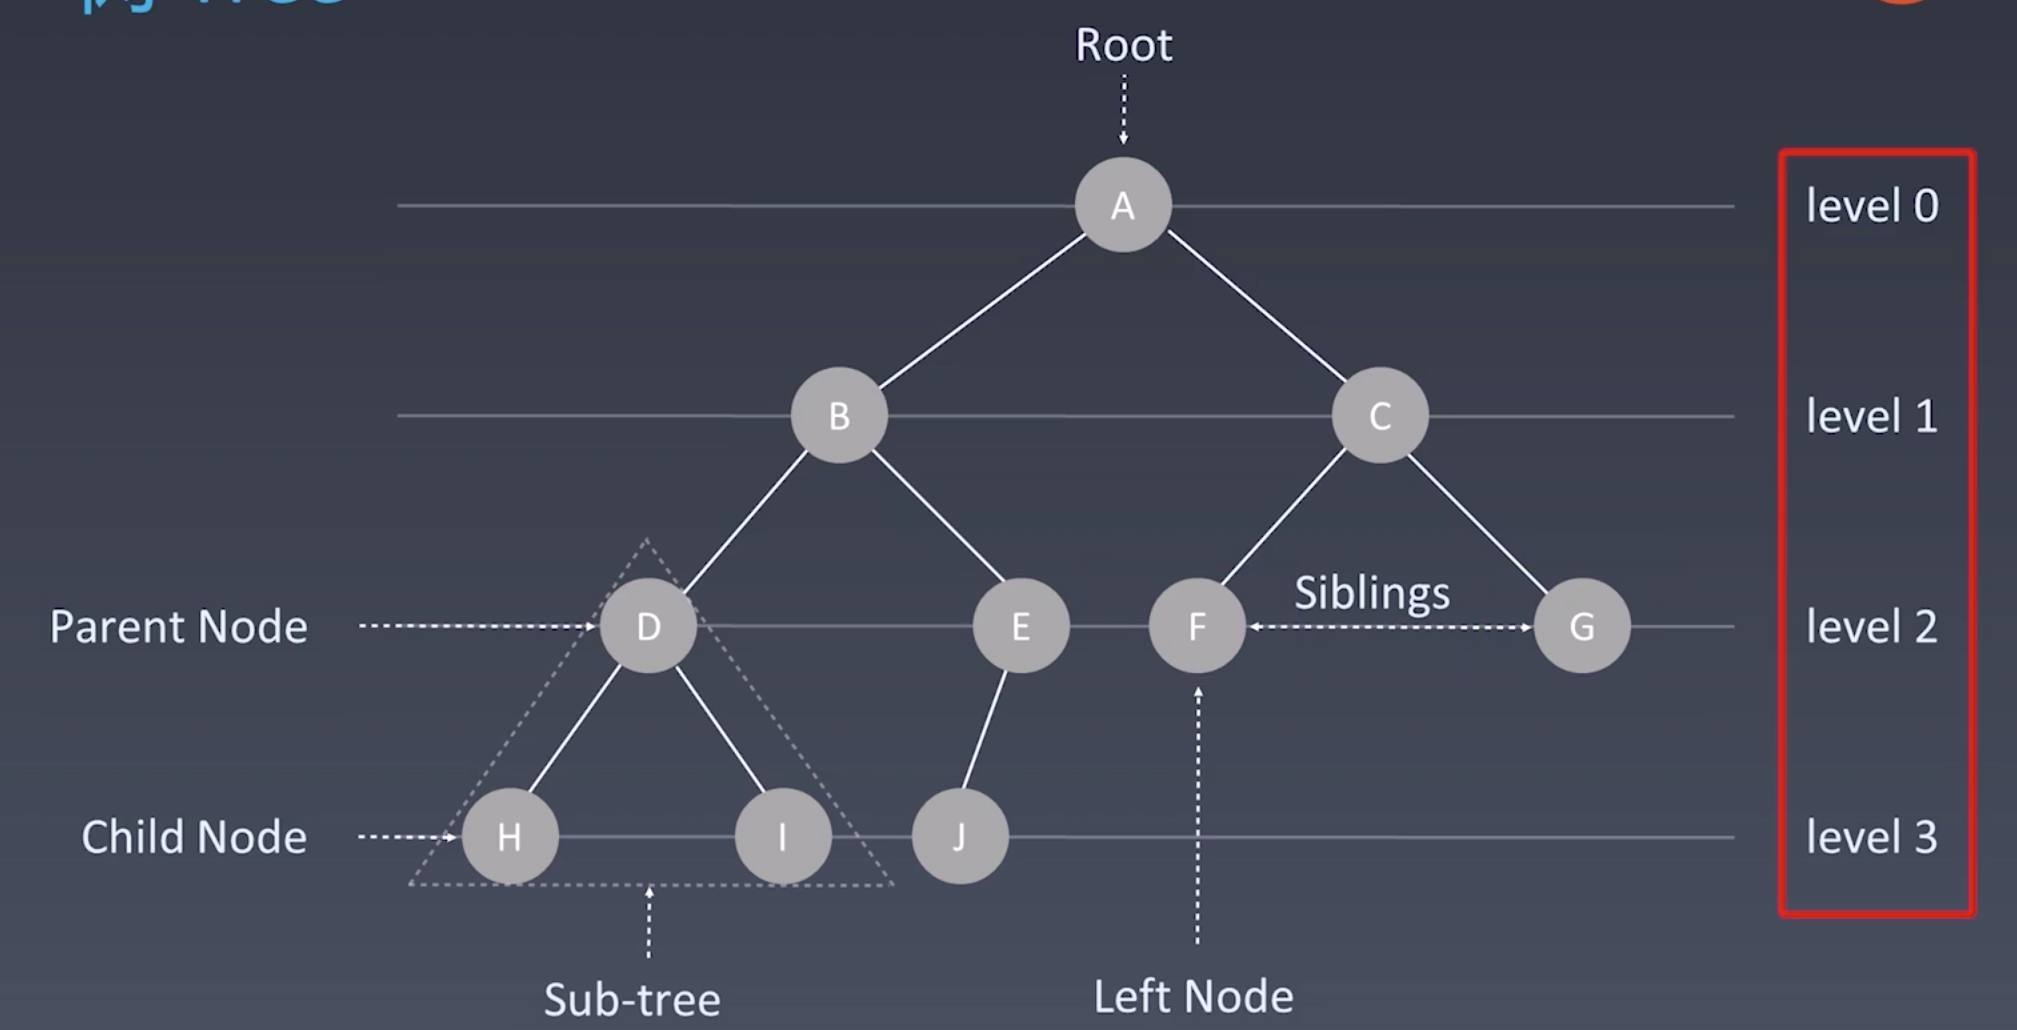 Root
A
level 0
B
C
level 1
Parent Node
D
E
F
Siblings
G
level 2
Child Node
H
I
J
level 3
Sub-tree
Left Node